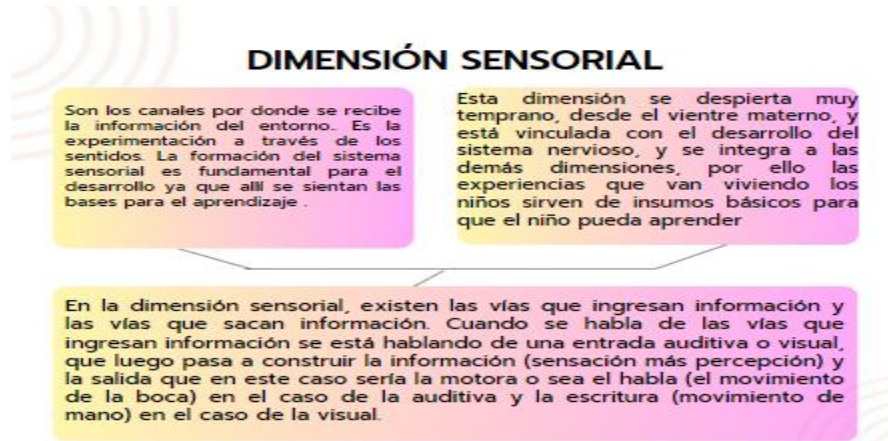 DIMENSIÓN SENSORIAL
Son los canales por donde se recibe
la información del entorno. Es la
experimentación a través de los
sentidos. La formación del sistema
sensorial es fundamental para el
desarrollo ya que allí se sientan las
bases para el aprendizaje .
Esta dimensión se despierta muy
temprano, desde el vientre materno, y
está vinculada con el desarrollo del
sistema nervioso, y se integra a las
demás dimensiones, por ello las
experiencias que van viviendo los
niños sirven de insumos básicos para
que el niño pueda aprender
En la dimensión sensorial, existen las vías que ingresan información y
las vías que sacan información. Cuando se habla de las vías que
ingresan información se está hablando de una entrada auditiva o visual,
que luego pasa a construir la información (sensación más percepción) y
la salida que en este caso sería la motora o sea el habla (el movimiento
de la boca) en el caso de la auditiva y la escritura (movimiento de
mano) en el caso de la visual.